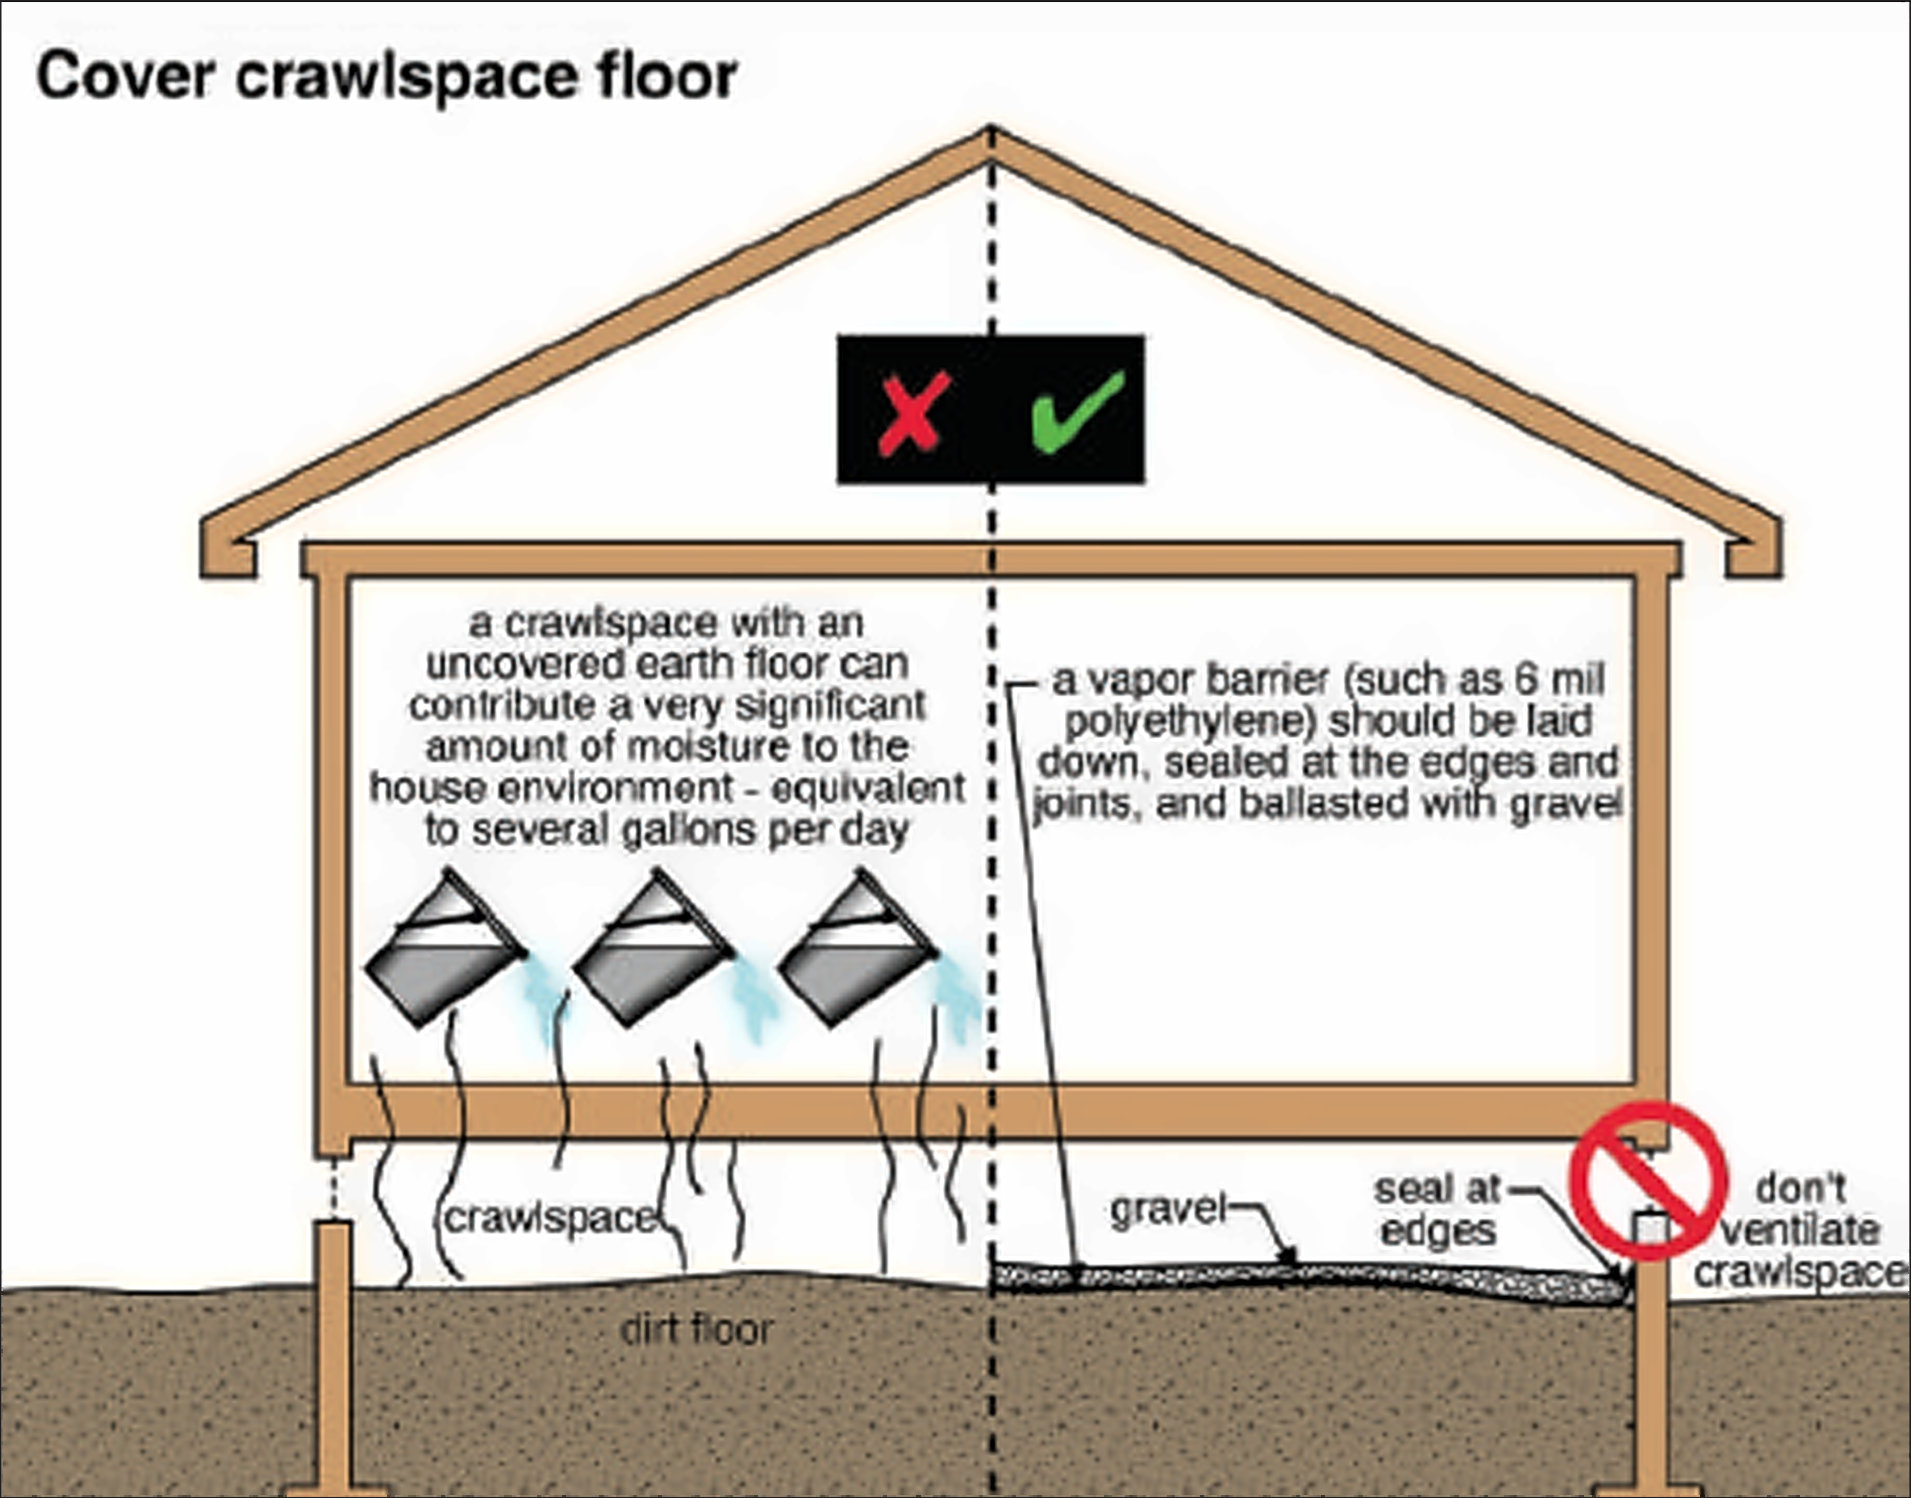 Cover crawlspace floor
a crawlspace with an
uncovered earth floor can
contribute a very significant
amount of moisture to the
house environment - equivalent
to several gallons per day
a vapor barrier (such as 6 mil
polyethylene) should be laid
down, sealed at the edges and
joints, and ballasted with gravel
crawlspace
gravel
seal at
edges
don't
ventilate
crawlspace
dirt floor